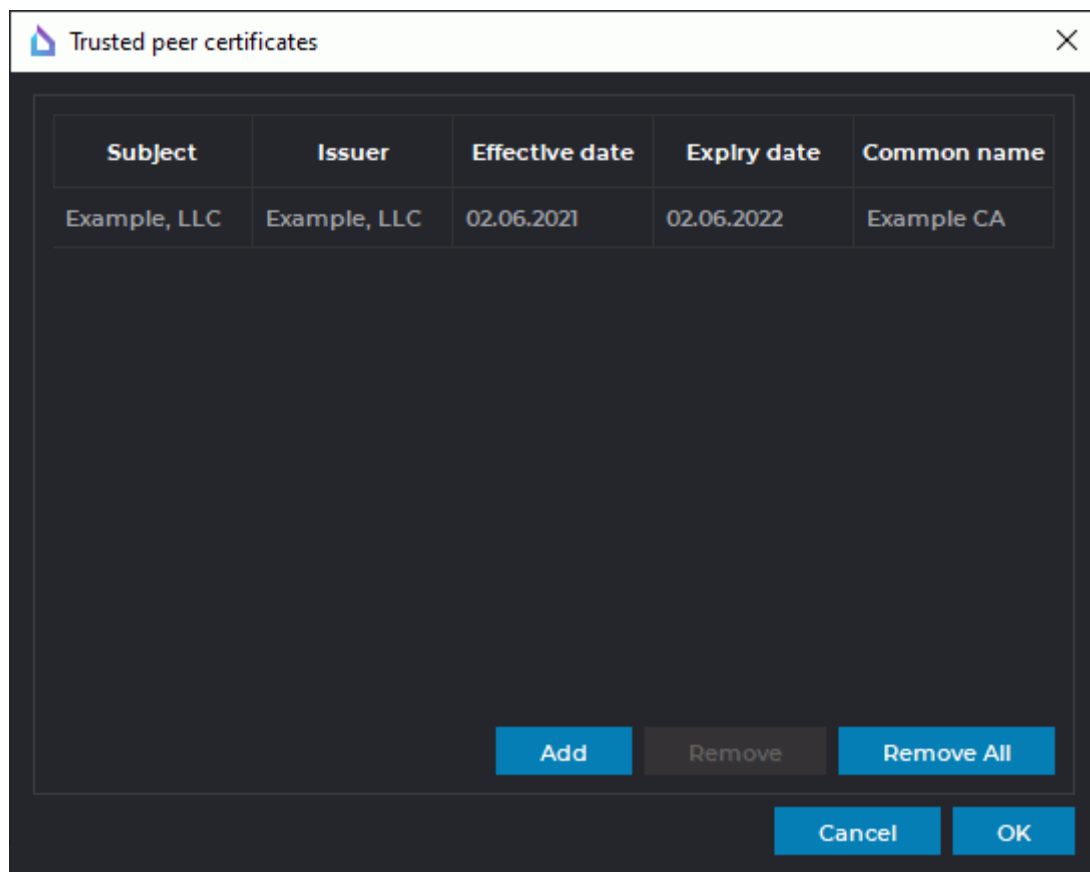 Trusted peer certificates
Subject Issuer Effective date Expiry date Common name
Example, LLC Example, LLC 02.06.2021 02.06.2022 Example CA
Add Remove Remove All
Cancel OK